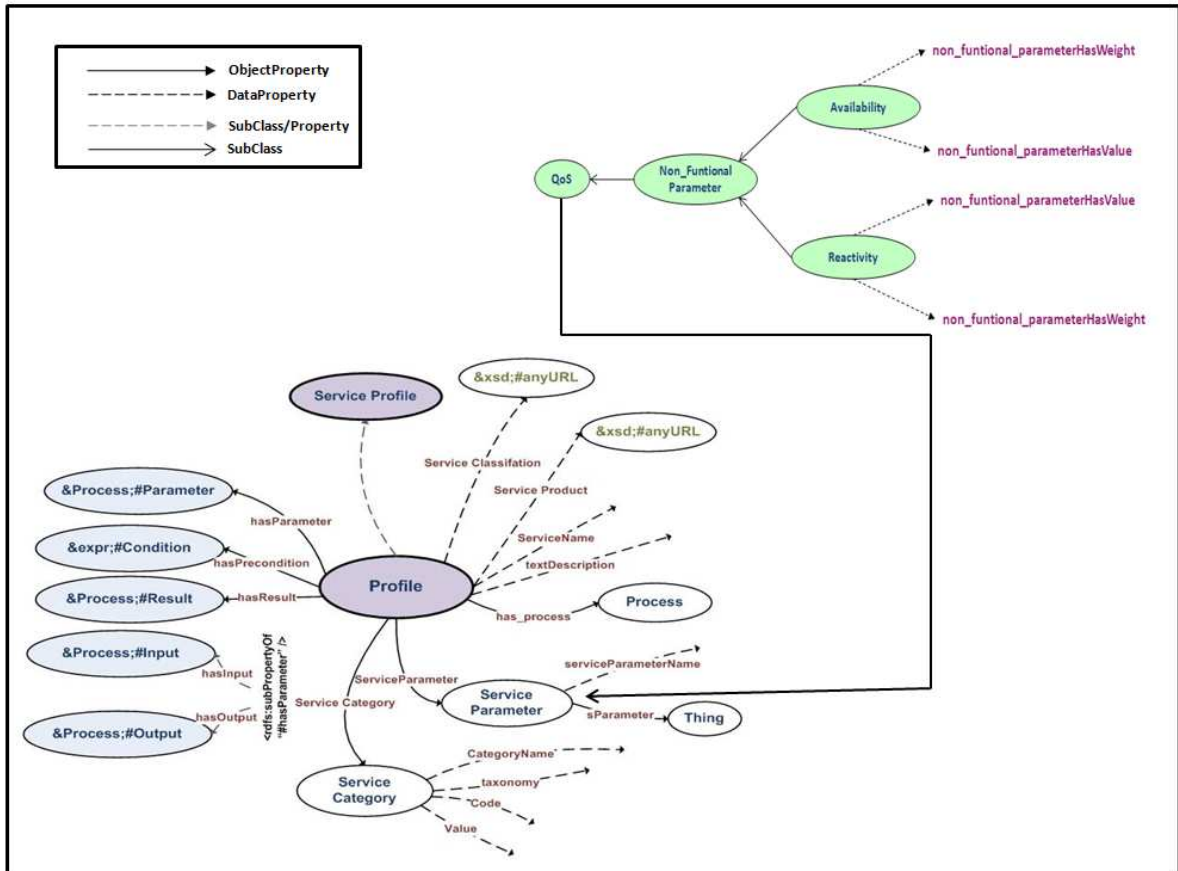 ObjectProperty
DataProperty
SubClass/Property
SubClass
non_funtional_parameterHasWeight
Availability
non_funtional_parameterHasValue
QoS
Non_Funtional
Parameter
non_funtional_parameterHasValue
Reactivity
non_funtional_parameterHasWeight
Service Profile
&xsd;#anyURL
&xsd;#anyURL
Service Classifation
Service Product
&Process;#Parameter
hasParameter
ServiceName
&expr;#Condition
hasPrecondition
textDescription
Profile
&Process;#Result
hasResult
has_process
Process
&Process;#Input
hasInput
<rdfs:subPropertyOf
"#hasParameter" />
hasOutput
&Process;#Output
serviceParameterName
ServiceParameter
Service Category
Service
Parameter
sParameter
Thing
CategoryName
Service
Category
taxonomy
Code
Value